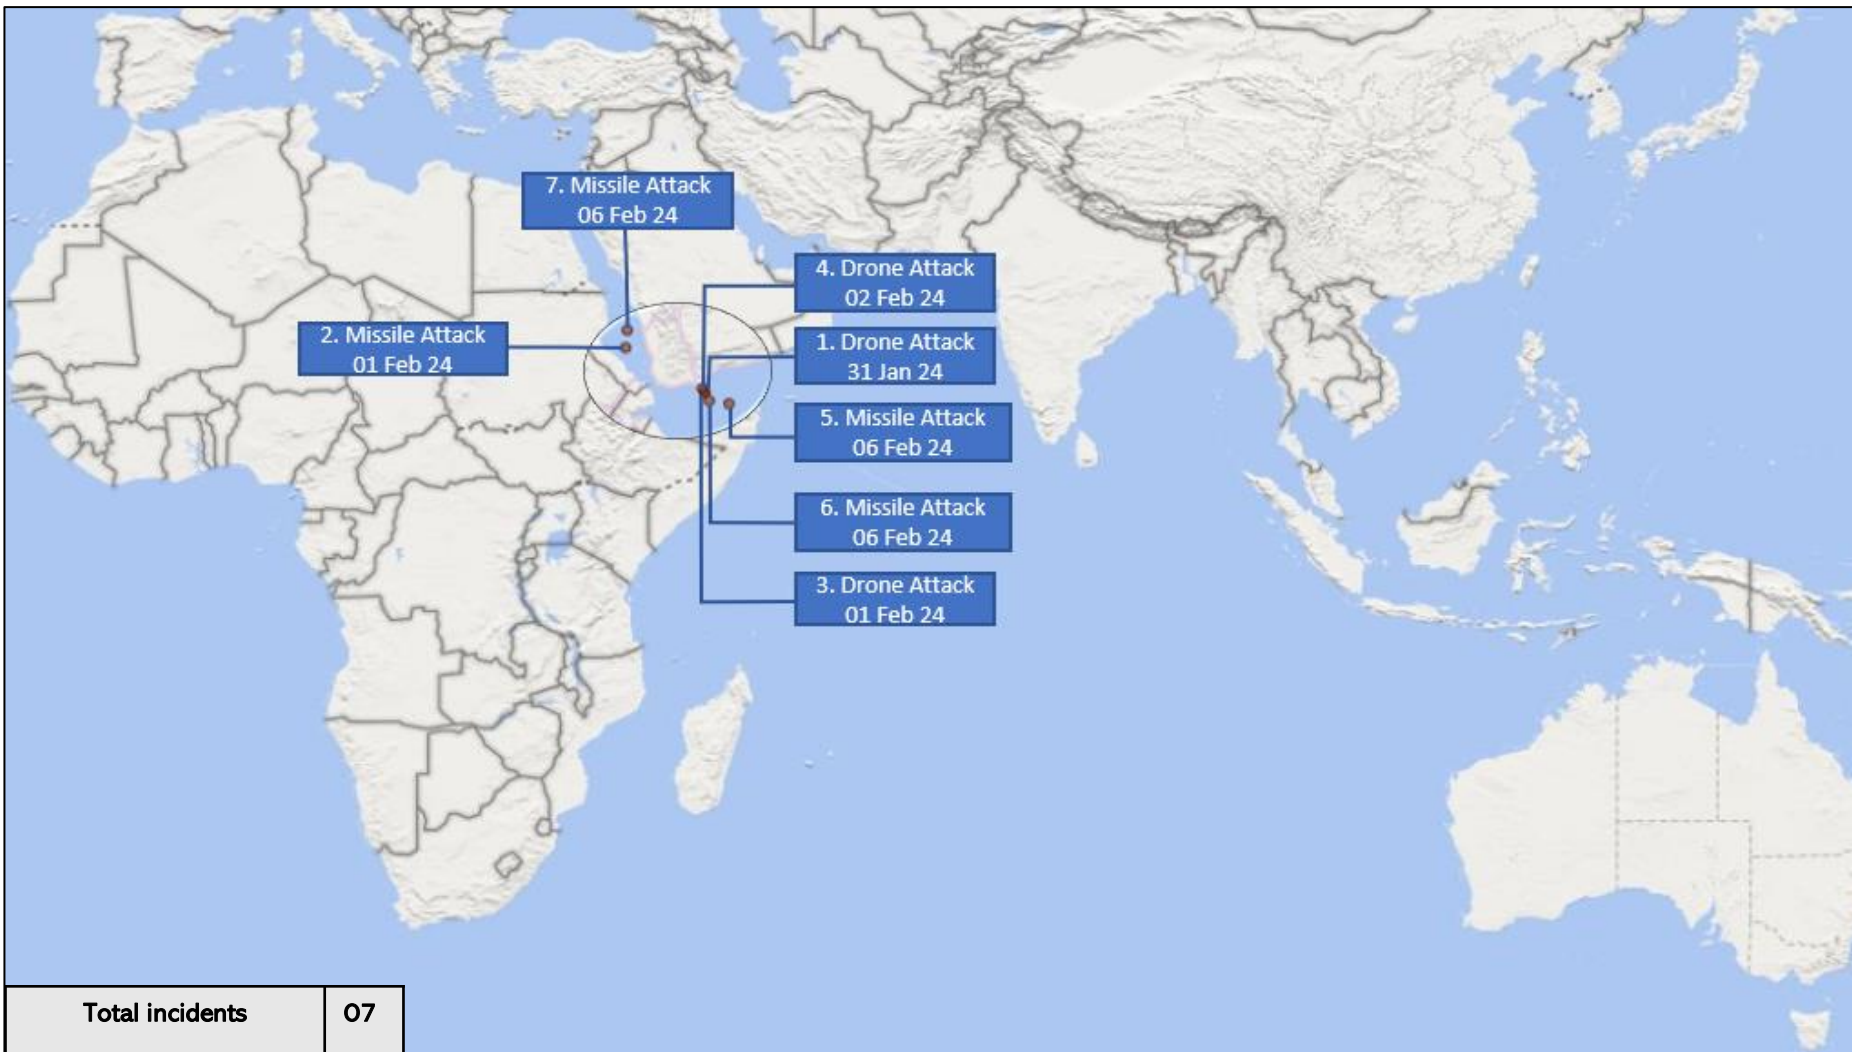 7. Missile Attack
06 Feb 24
4. Drone Attack
02 Feb 24
2. Missile Attack
01 Feb 24
1. Drone Attack
31 Jan 24
5. Missile Attack
06 Feb 24
6. Missile Attack
06 Feb 24
3. Drone Attack
01 Feb 24
Total incidents 07